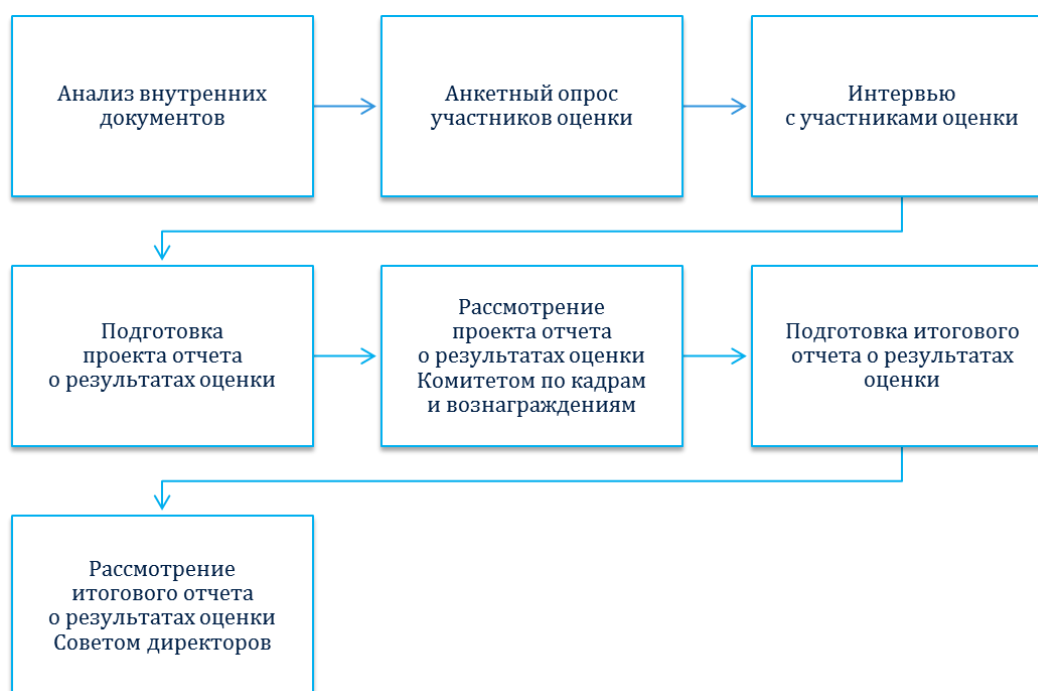 Анализ внутренних
документов
Анкетный опрос
участников оценки
Интервью
с участниками оценки
Подготовка
проекта отчета
о результатах оценки
Рассмотрение
проекта отчета
о результатах оценки
Комитетом по кадрам
и вознаграждениям
Подготовка итогового
отчета о результатах
оценки
Рассмотрение
итогового отчета
о результатах оценки
Советом директоров